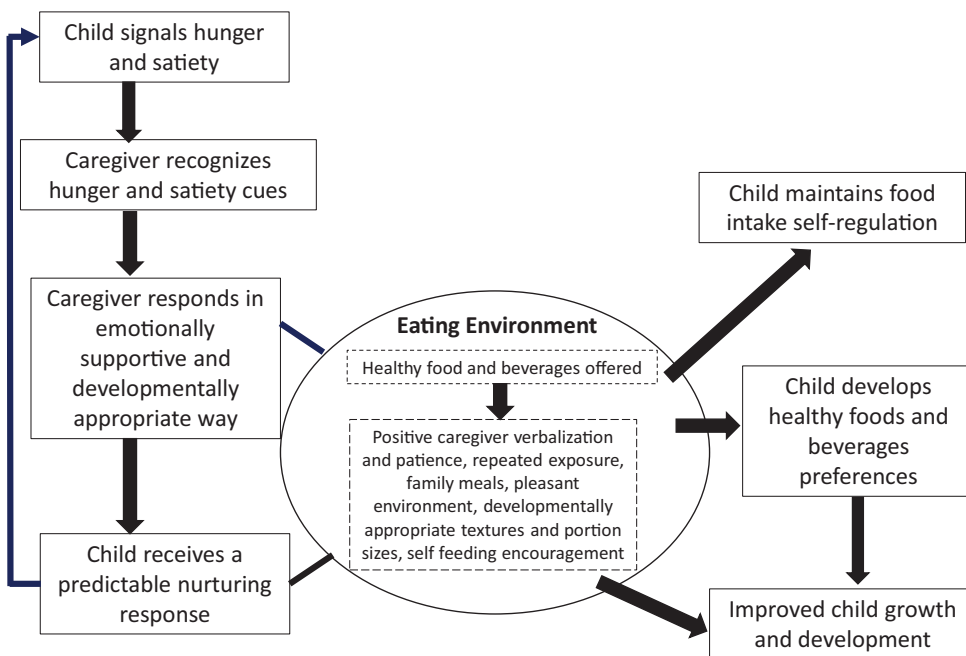 Child signals hunger
and satiety
Caregiver recognizes
hunger and satiety cues
Caregiver responds in
emotionally
supportive and
developmentally
appropriate way
Child receives a
predictable nurturing
response
Eating Environment
Healthy food and beverages offered
Positive caregiver verbalization
and patience, repeated exposure,
family meals, pleasant
environment, developmentally
appropriate textures and portion
sizes, self feeding encouragement
Child maintains food
intake self-regulation
Child develops
healthy foods and
beverages
preferences
Improved child growth
and development